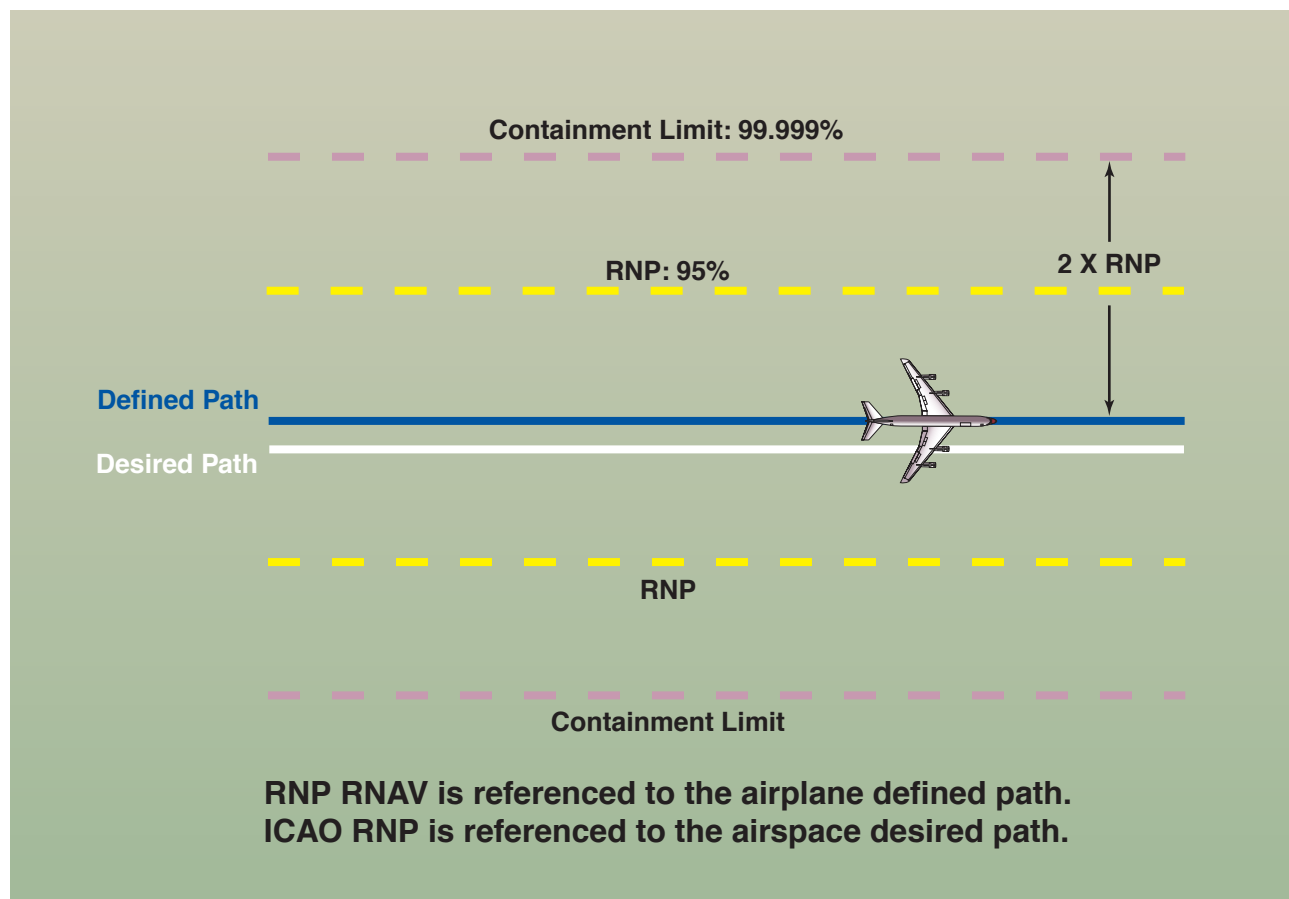 Containment Limit: 99.999%
RNP: 95%
2 X RNP
Defined Path
Desired Path
RNP
Containment Limit
RNP RNAV is referenced to the airplane defined path.
ICAO RNP is referenced to the airspace desired path.